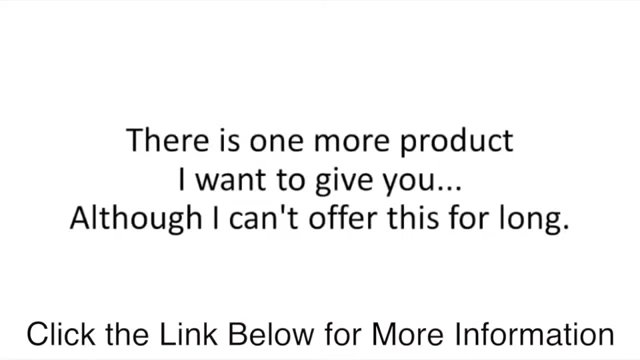 There is one more product
I want to give you...
Although I can't offer this for long.
Click the Link Below for More Information